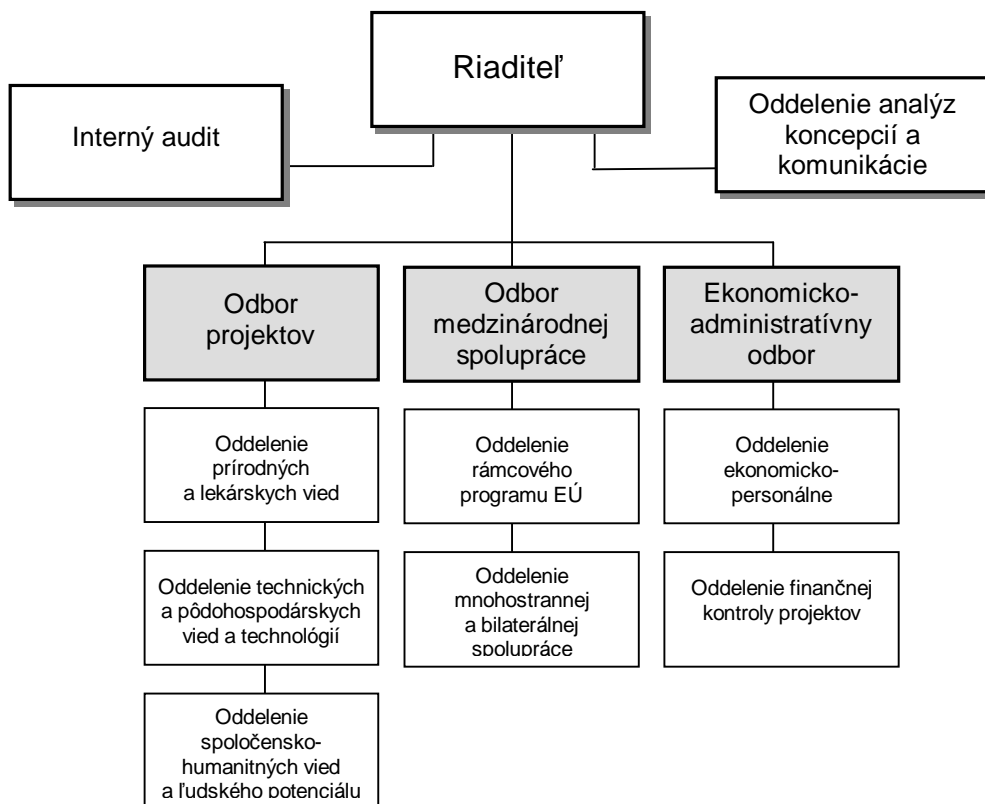 Riaditeľ
Interný audit
Oddelenie analýz
koncepcií a
komunikácie
Odbor
projektov
Odbor
medzinárodnej
spolupráce
Ekonomicko-
administratívny
odbor
Oddelenie
prírodných
a lekárskych vied
Oddelenie
rámcového
programu EÚ
Oddelenie
ekonomicko-
personálne
Oddelenie technických
a pôdohospodárskych
vied a technológií
Oddelenie
mnohostrannej
a bilaterálnej
spolupráce
Oddelenie finančnej
kontroly projektov
Oddelenie
spoločensko-
humanitných vied
a ľudského potenciálu